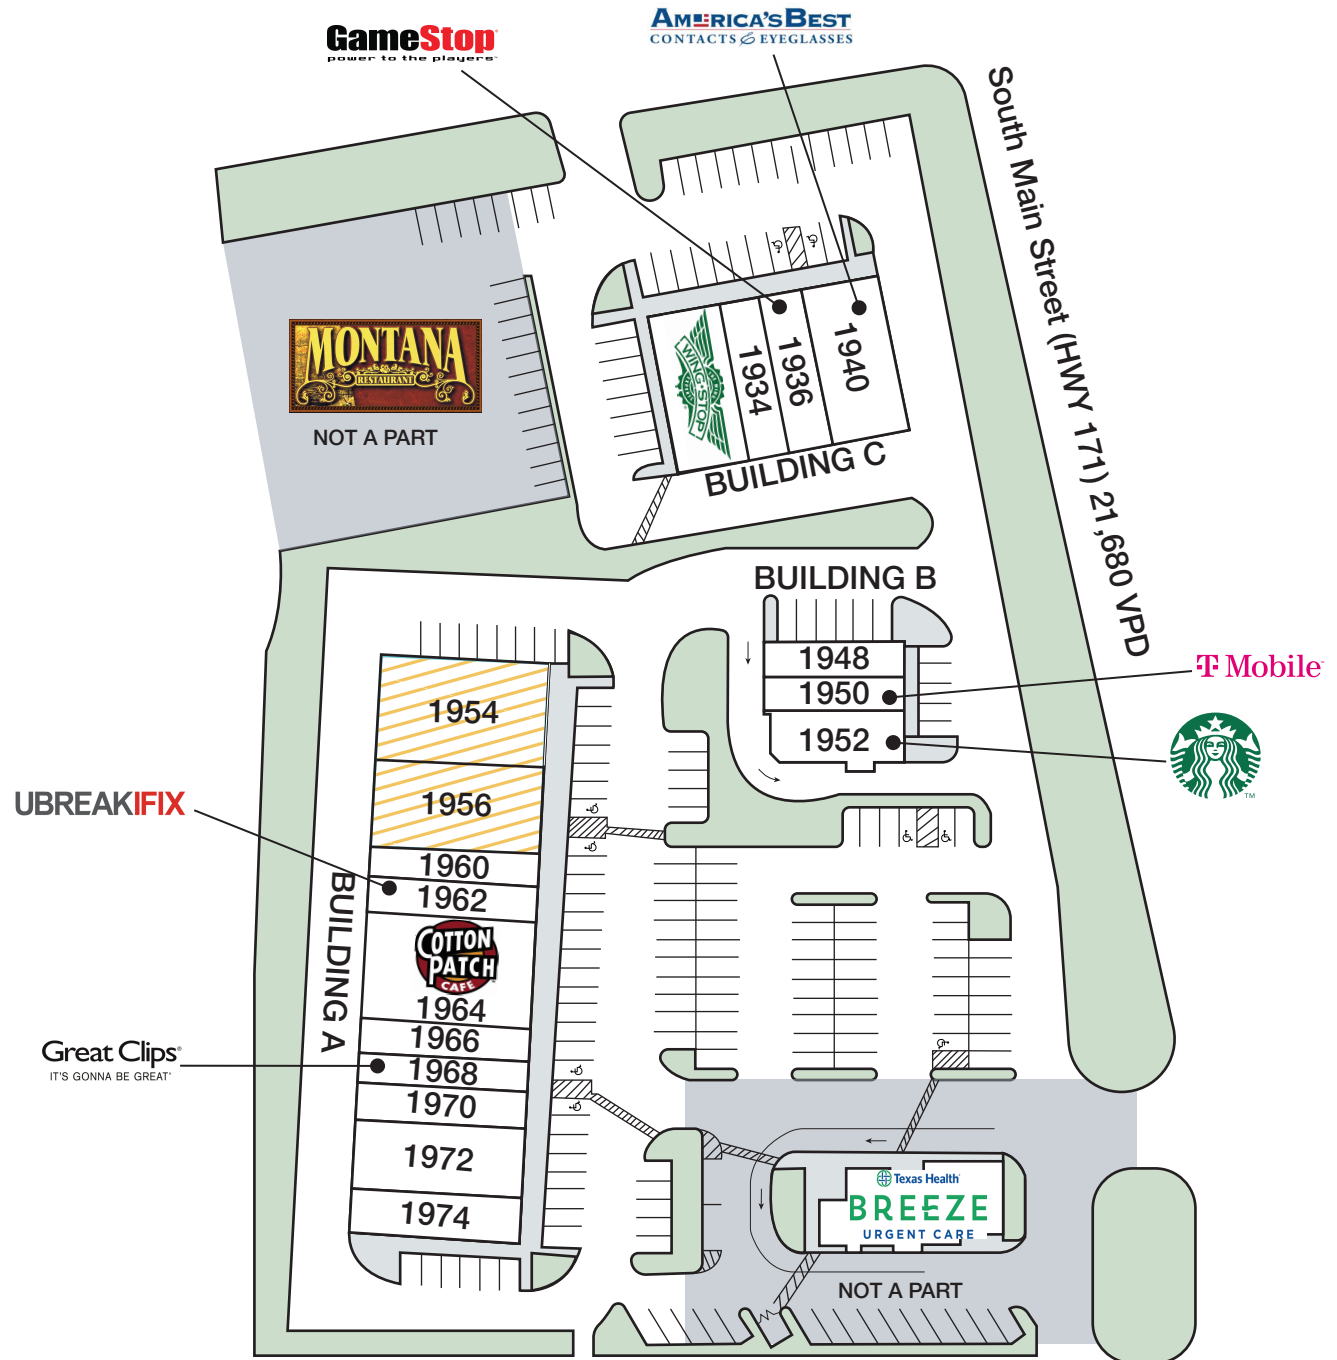 GameStop
power to the players
AMERICA'S BEST
CONTACTS & EYEGLASSES
South Main Street (HWY 171) 21,680 VPD
MONTANA
RESTAURANT
NOT A PART
WING·STOP
1934
1936
1940
BUILDING C
BUILDING B
1948
1950
1952
T Mobile
TM
1954
1956
UBREAKIFIX
1960
1962
BUILDING A
COTTON
PATCH
CAFE
1964
1966
Great Clips®
IT'S GONNA BE GREAT®
1968
1970
1972
1974
Texas Health
BREEZE
URGENT CARE
NOT A PART